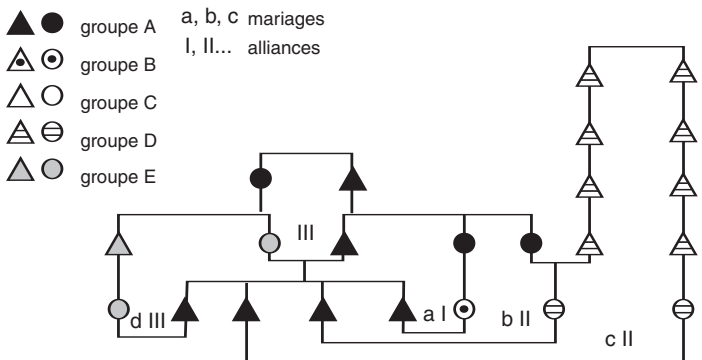 groupe A
groupe B
groupe C
groupe D
groupe E
a, b, c mariages
I, II... alliances
III
d III
a I
b II
c II